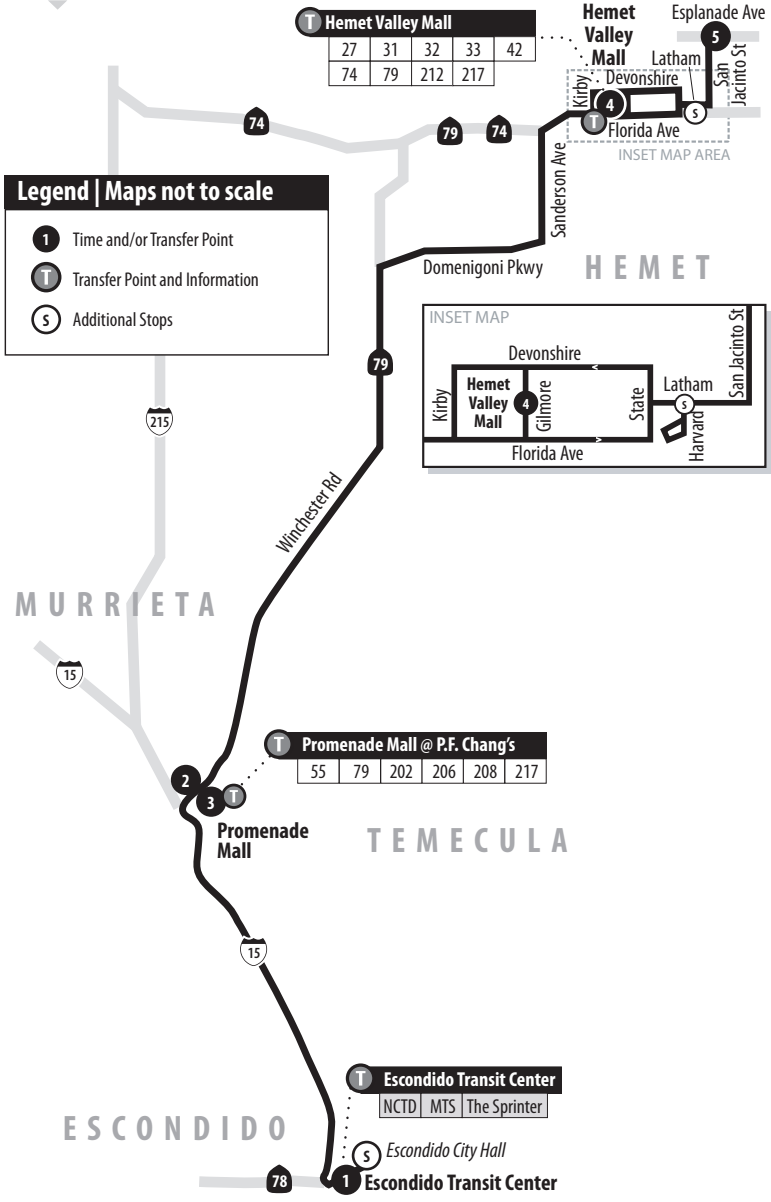 T Hemet Valley Mall
27 31 32 33 42
74 79 212 217
Hemet
Valley
Mall
Esplanade Ave
5
Latham
San
Jacinto St
Devonshire
Kirby
4
S
T
Florida Ave
INSET MAP AREA
74
79
74
Sanderson Ave
Legend | Maps not to scale
1 Time and/or Transfer Point
T Transfer Point and Information
S Additional Stops
Domenigoni Pkwy
HEMET
INSET MAP
Devonshire
Kirby
Hemet
Valley
Mall
4
Gilmore
State
Latham
S
Harvard
San Jacinto St
Florida Ave
79
215
Winchester Rd
MURRIETA
15
T Promenade Mall @ P.F. Chang's
55 79 202 206 208 217
2
3
T
Promenade
Mall
TEMECULA
15
T Escondido Transit Center
NCTD MTS The Sprinter
ESCONDIDO
S Escondido City Hall
78
1 Escondido Transit Center